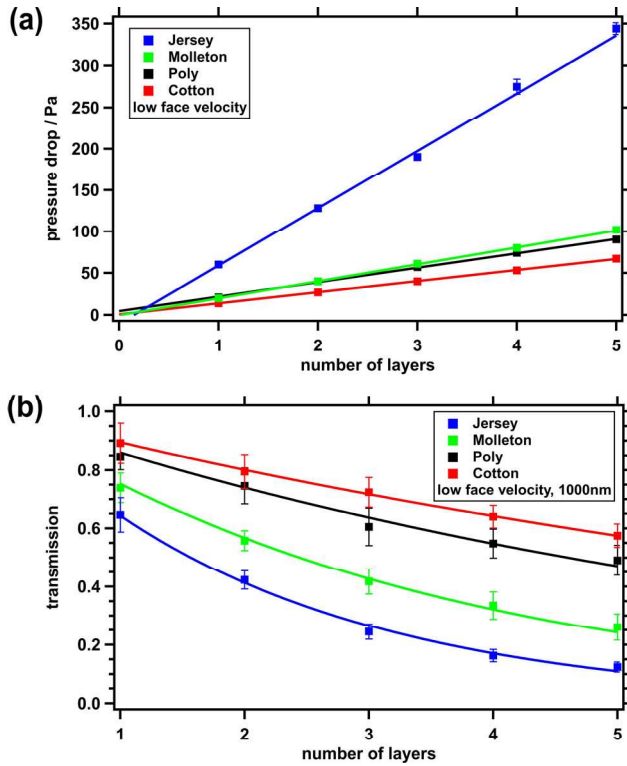 (a)
350
300
250
200
150
100
50
0
pressure drop / Pa
Jersey
Molleton
Poly
Cotton
low face velocity
0 1 2 3 4 5
number of layers
(b)
1.0
0.8
0.6
0.4
0.2
0.0
transmission
Jersey
Molleton
Poly
Cotton
low face velocity, 1000nm
1 2 3 4 5
number of layers